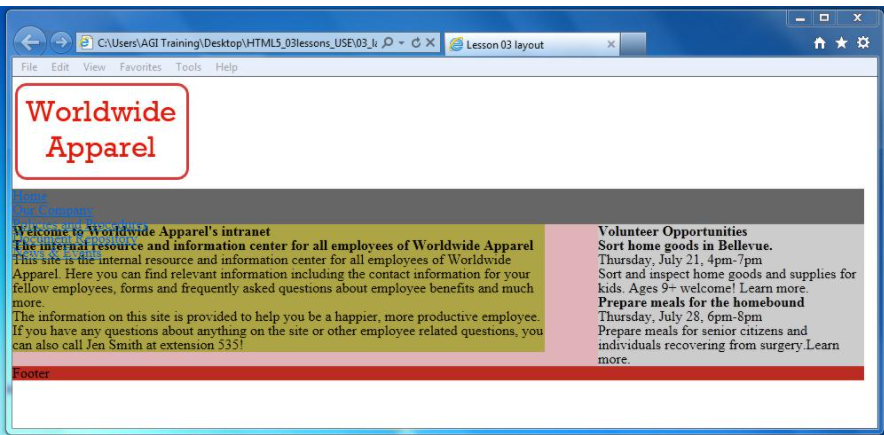 C:\Users\AGI Training\Desktop\HTML5_03lessons_USE\03_l
Lesson 03 layout
File Edit View Favorites Tools Help
Worldwide
Apparel
Home
Our Company
Policies and Procedures
Document Repository
News & Events
Welcome to Worldwide Apparel's intranet
The internal resource and information center for all employees of Worldwide Apparel
This site is the internal resource and information center for all employees of Worldwide
Apparel. Here you can find relevant information including the contact information for your
fellow employees, forms and frequently asked questions about employee benefits and much
more.
The information on this site is provided to help you be a happier, more productive employee.
If you have any questions about anything on the site or other employee related questions, you
can also call Jen Smith at extension 535!
Volunteer Opportunities
Sort home goods in Bellevue.
Thursday, July 21, 4pm-7pm
Sort and inspect home goods and supplies for
kids. Ages 9+ welcome! Learn more.
Prepare meals for the homebound
Thursday, July 28, 6pm-8pm
Prepare meals for senior citizens and
individuals recovering from surgery.Learn
more.
Footer